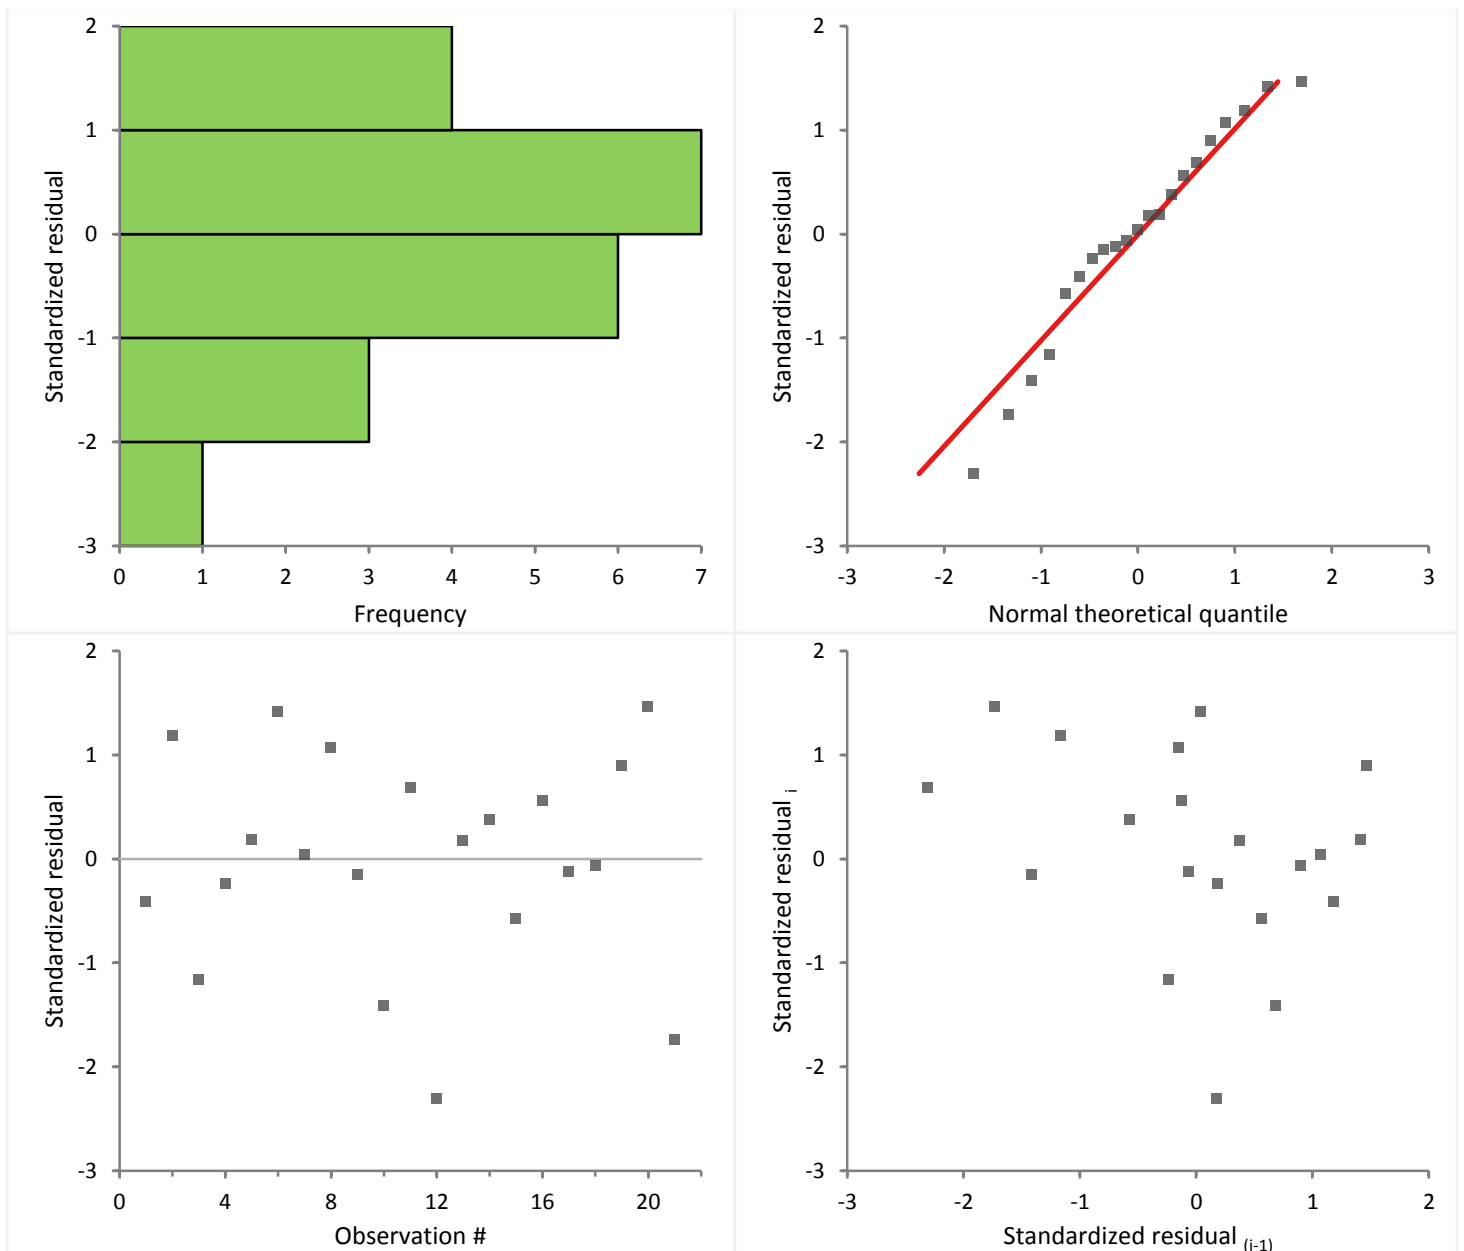 2
1
0
-1
-2
-3
Standardized residual
0 1 2 3 4 5 6 7
Frequency
2
1
0
-1
-2
-3
Standardized residual
-3 -2 -1 0 1 2 3
Normal theoretical quantile
2
1
0
-1
-2
-3
Standardized residual
0 4 8 12 16 20
Observation #
2
1
0
-1
-2
-3
Standardized residual i
-3 -2 -1 0 1 2
Standardized residual (i-1)